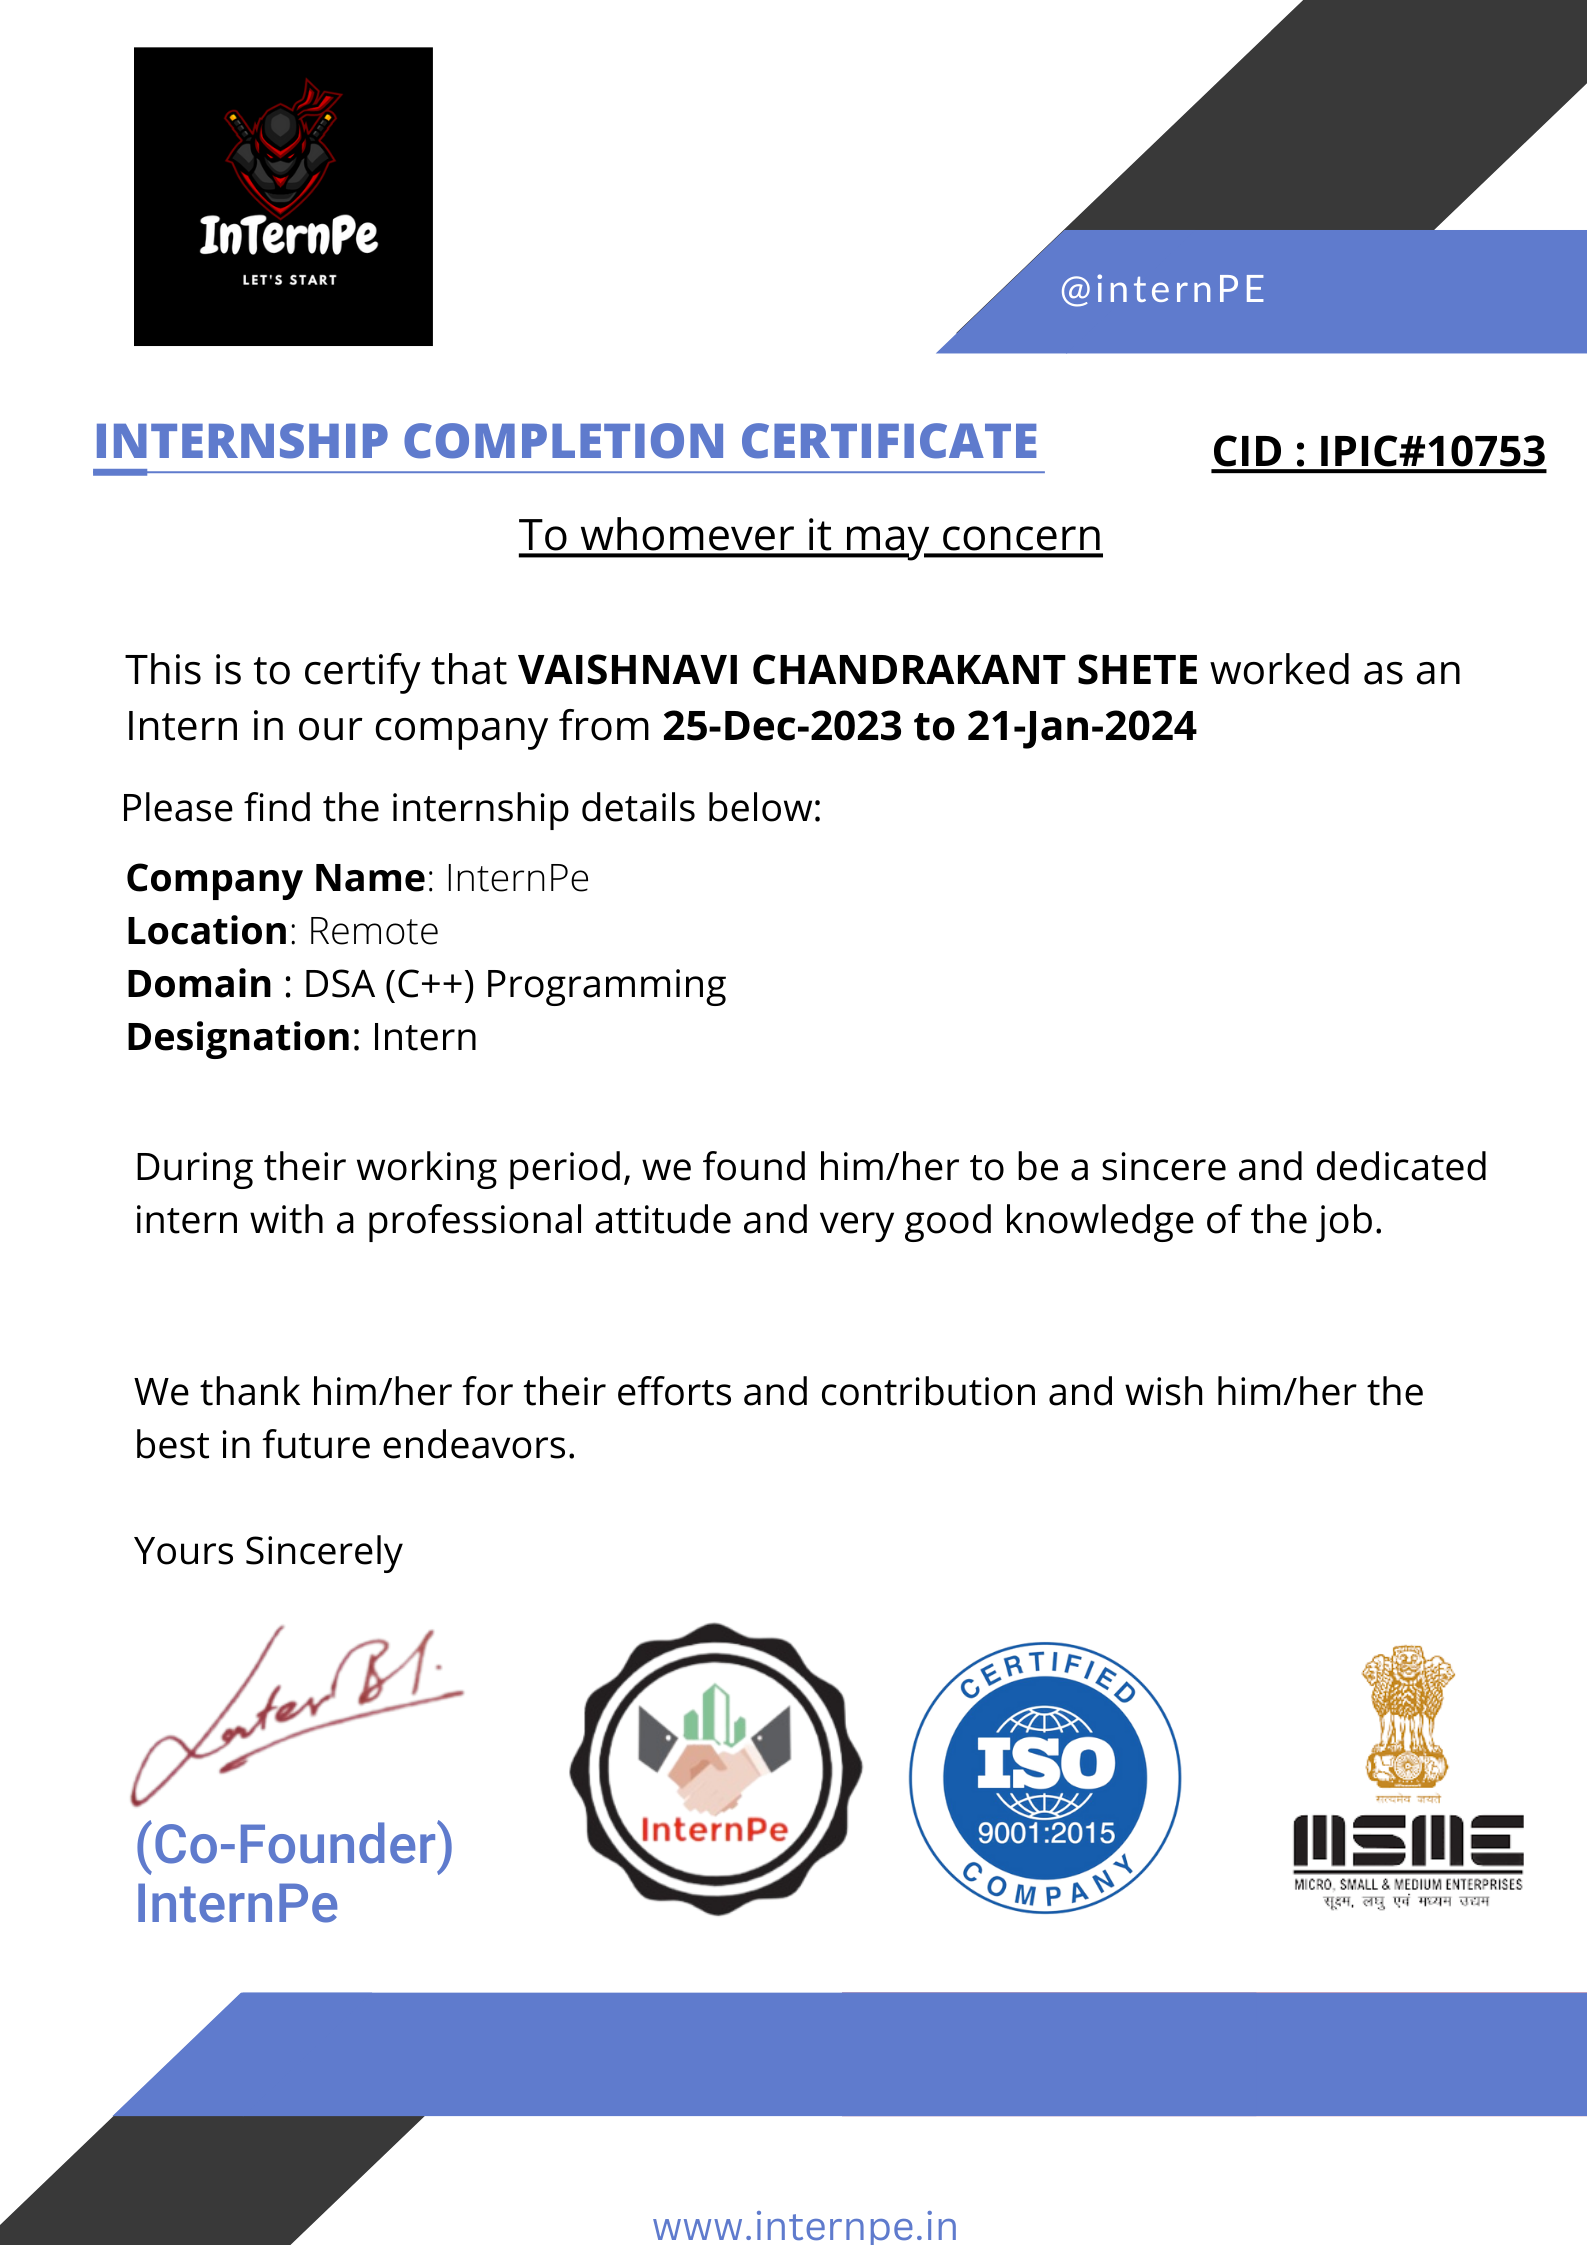 InTernPe
LET'S START
@internPE
INTERNSHIP COMPLETION CERTIFICATE
CID : IPIC#10753
To whomever it may concern
This is to certify that VAISHNAVI CHANDRAKANT SHETE worked as an
Intern in our company from 25-Dec-2023 to 21-Jan-2024
Please find the internship details below:
Company Name: InternPe
Location: Remote
Domain : DSA (C++) Programming
Designation: Intern
During their working period, we found him/her to be a sincere and dedicated
intern with a professional attitude and very good knowledge of the job.
We thank him/her for their efforts and contribution and wish him/her the
best in future endeavors.
Yours Sincerely
(Co-Founder)
InternPe
InternPe
CERTIFIED
ISO
9001:2015
COMPANY
सत्यमेव जयते
MSME
MICRO, SMALL & MEDIUM ENTERPRISES
सूक्ष्म, लघु एवं मध्यम उद्यम
www.internpe.in